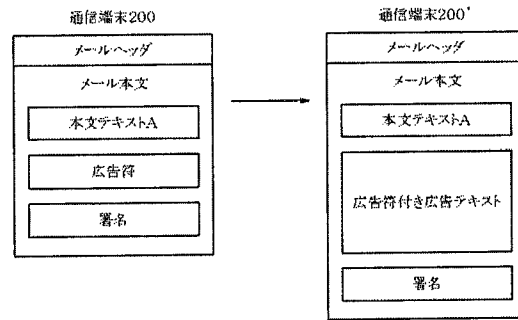 通信端末200
メールヘッダ
メール本文
本文テキストA
広告符
署名
通信端末200'
メールヘッダ
メール本文
本文テキストA
広告符付き広告テキスト
署名